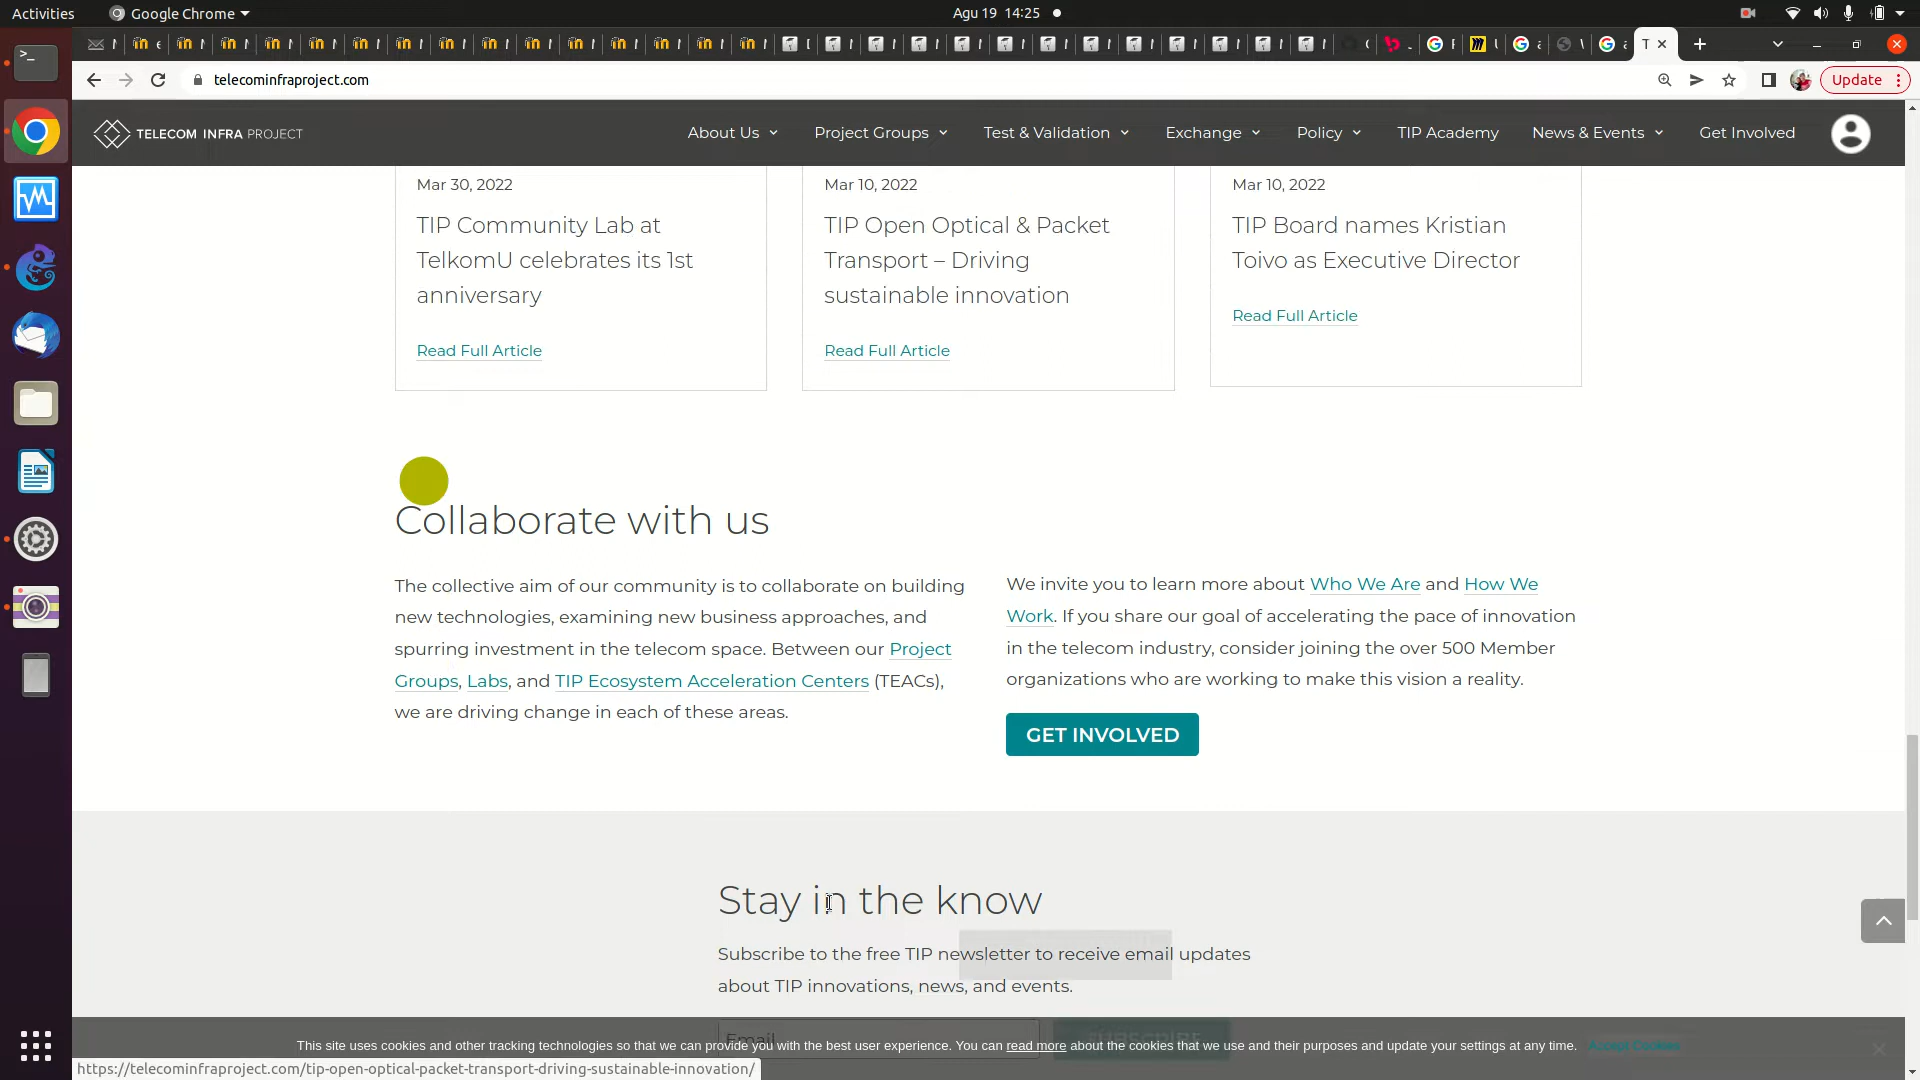 Activities
Google Chrome
Agu 19 14:25
telecominfraproject.com
Update
TELECOM INFRA PROJECT
About Us
Project Groups
Test & Validation
Exchange
Policy
TIP Academy
News & Events
Get Involved
Mar 30, 2022
TIP Community Lab at
TelkomU celebrates its 1st
anniversary
Read Full Article
Mar 10, 2022
TIP Open Optical & Packet
Transport – Driving
sustainable innovation
Read Full Article
Mar 10, 2022
TIP Board names Kristian
Toivo as Executive Director
Read Full Article
Collaborate with us
The collective aim of our community is to collaborate on building
new technologies, examining new business approaches, and
spurring investment in the telecom space. Between our Project
Groups, Labs, and TIP Ecosystem Acceleration Centers (TEACs),
we are driving change in each of these areas.
We invite you to learn more about Who We Are and How We
Work. If you share our goal of accelerating the pace of innovation
in the telecom industry, consider joining the over 500 Member
organizations who are working to make this vision a reality.
GET INVOLVED
Stay in the know
Subscribe to the free TIP newsletter to receive email updates
about TIP innovations, news, and events.
Email
SUBSCRIBE
This site uses cookies and other tracking technologies so that we can provide you with the best user experience. You can read more about the cookies that we use and their purposes and update your settings at any time.
Accept Cookies
https://telecominfraproject.com/tip-open-optical-packet-transport-driving-sustainable-innovation/